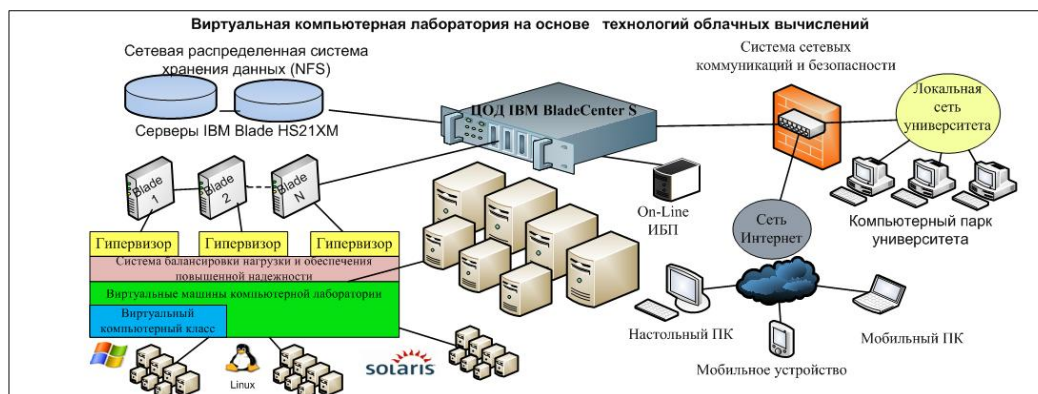 Виртуальная компьютерная лаборатория на основе технологий облачных вычислений
Сетевая распределенная система
хранения данных (NFS)
Серверы IBM Blade HS21XM
ПОД IBM BladeCenter S
Система сетевых
коммуникаций и безопасности
Локальная
сеть
университета
Blade
1
Blade
2
Blade
N
On-Line
ИБП
Компьютерный парк
университета
Сеть
Интернет
Гипервизор
Гипервизор
Гипервизор
Система балансировки нагрузки и обеспечения
повышенной надежности
Виртуальные машины компьютерной лаборатории
Виртуальный
компьютерный класс
Настольный ПК
Мобильный ПК
Мобильное устройство
Linux
solaris